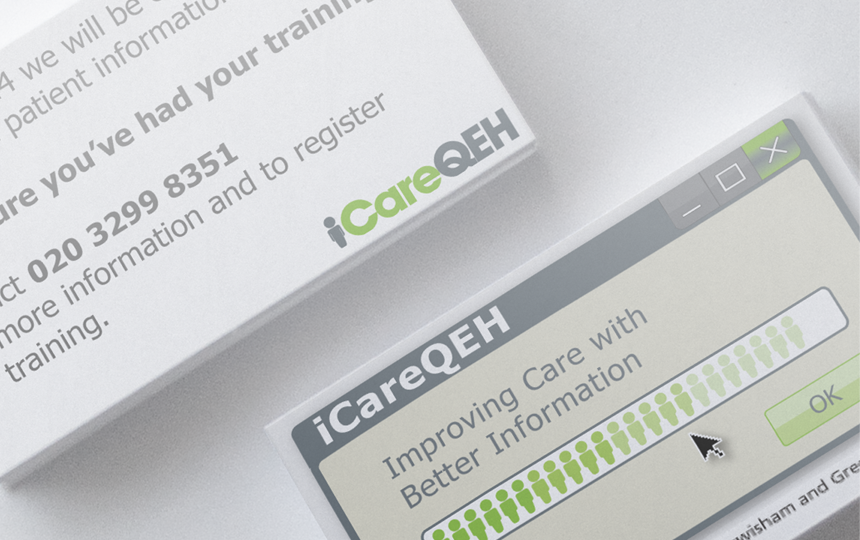 4 we will be
patient information
you've had your training
ct 020 3299 8351
more information and to register
training.
iCareQEH
iCareQEH
Improving Care with
Better Information
OK
wisham and Gre